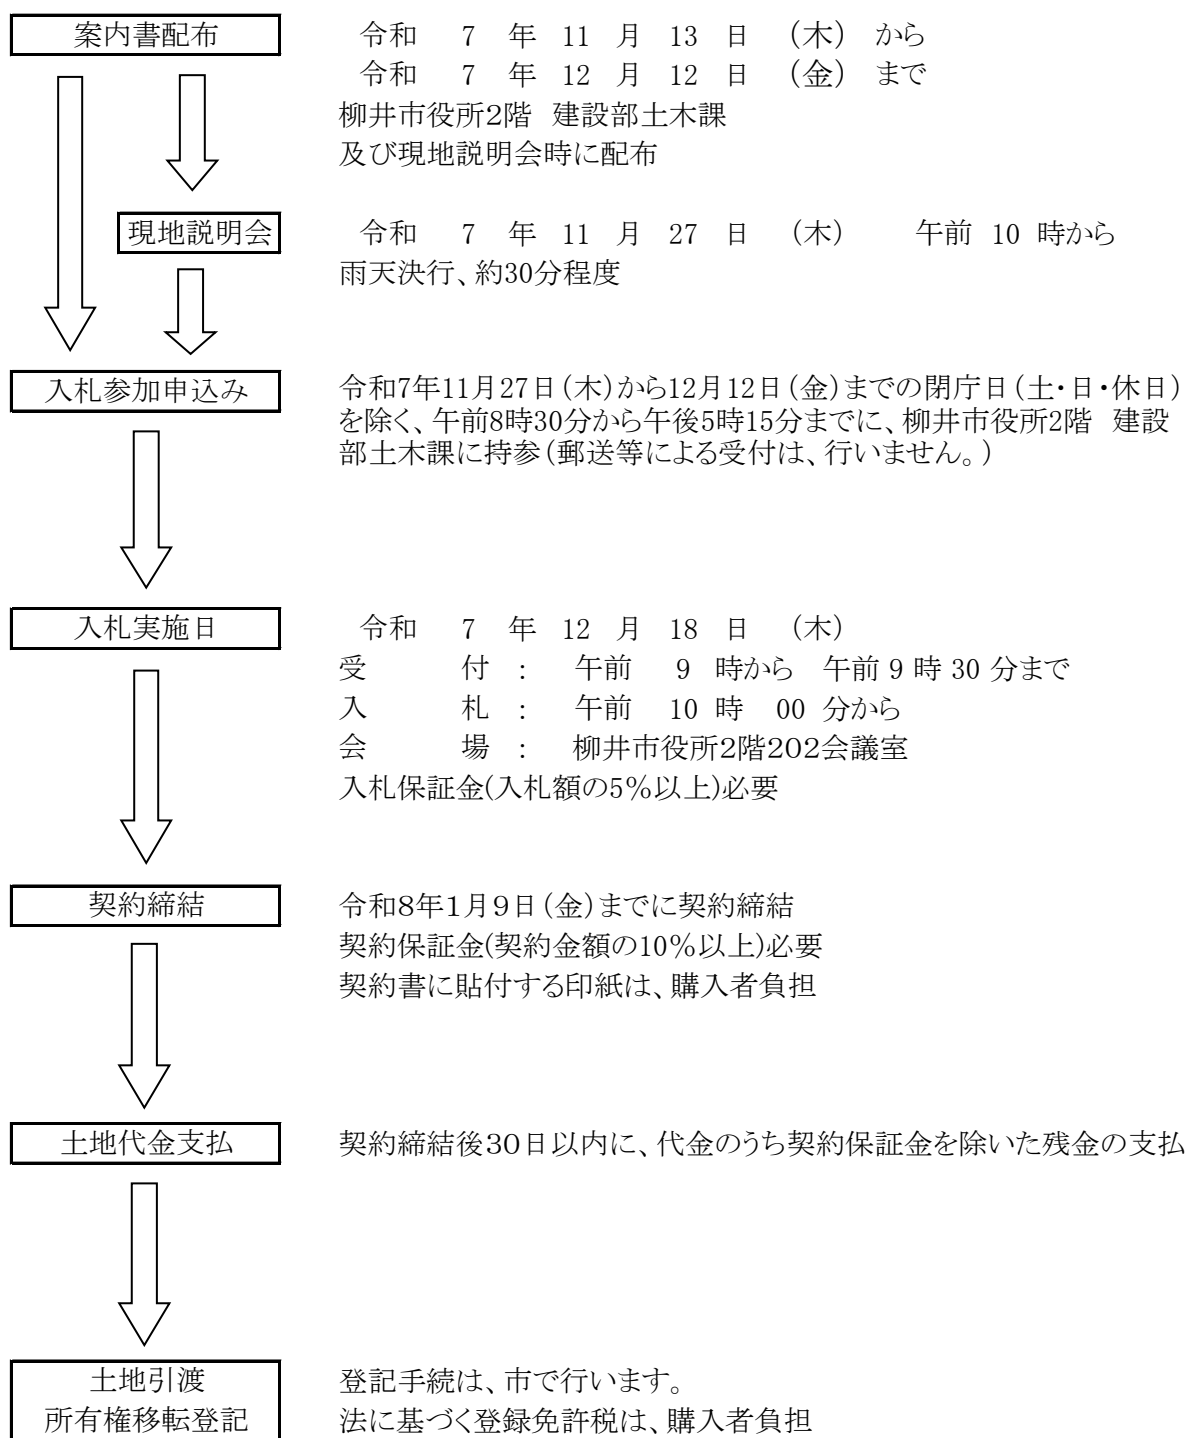 案内書配布
令和 7 年 11 月 13 日 （木） から
令和 7 年 12 月 12 日 （金） まで
柳井市役所2階 建設部土木課
及び現地説明会時に配布
現地説明会
令和 7 年 11 月 27 日 （木） 午前 10 時から
雨天決行、約30分程度
入札参加申込み
令和7年11月27日（木）から12月12日（金）までの閉庁日（土・日・休日）
を除く、午前8時30分から午後5時15分までに、柳井市役所2階 建設
部土木課に持参（郵送等による受付は、行いません。）
入札実施日
令和 7 年 12 月 18 日 （木）
受 付 : 午前 9 時から 午前 9 時 30 分まで
入 札 : 午前 10 時 00 分から
会 場 : 柳井市役所2階202会議室
入札保証金(入札額の5%以上)必要
契約締結
令和8年1月9日（金）までに契約締結
契約保証金(契約金額の10%以上)必要
契約書に貼付する印紙は、購入者負担
土地代金支払
契約締結後30日以内に、代金のうち契約保証金を除いた残金の支払
土地引渡
所有権移転登記
登記手続は、市で行います。
法に基づく登録免許税は、購入者負担